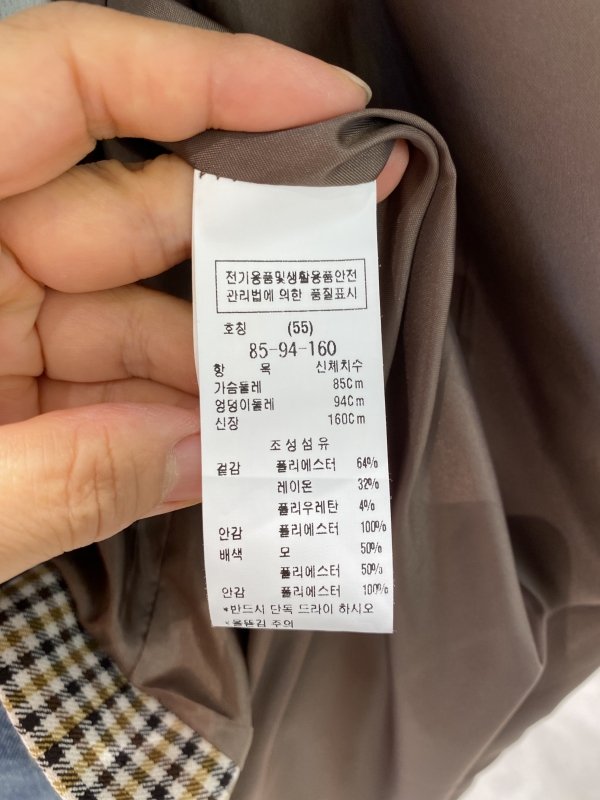 전기용품및생활용품안전
관리법에 의한 품질표시
호칭 (55)
85-94-160
항 목 신체치수
가슴둘레 85Cm
엉덩이둘레 94Cm
신장 160Cm
조성섬유
겉감 폴리에스터 64%
레이온 32%
폴리우레탄 4%
안감 폴리에스터 100%
배색 모 50%
폴리에스터 50%
안감 폴리에스터 100%
*반드시 단독 드라이 하시오
*올뜯김 주의